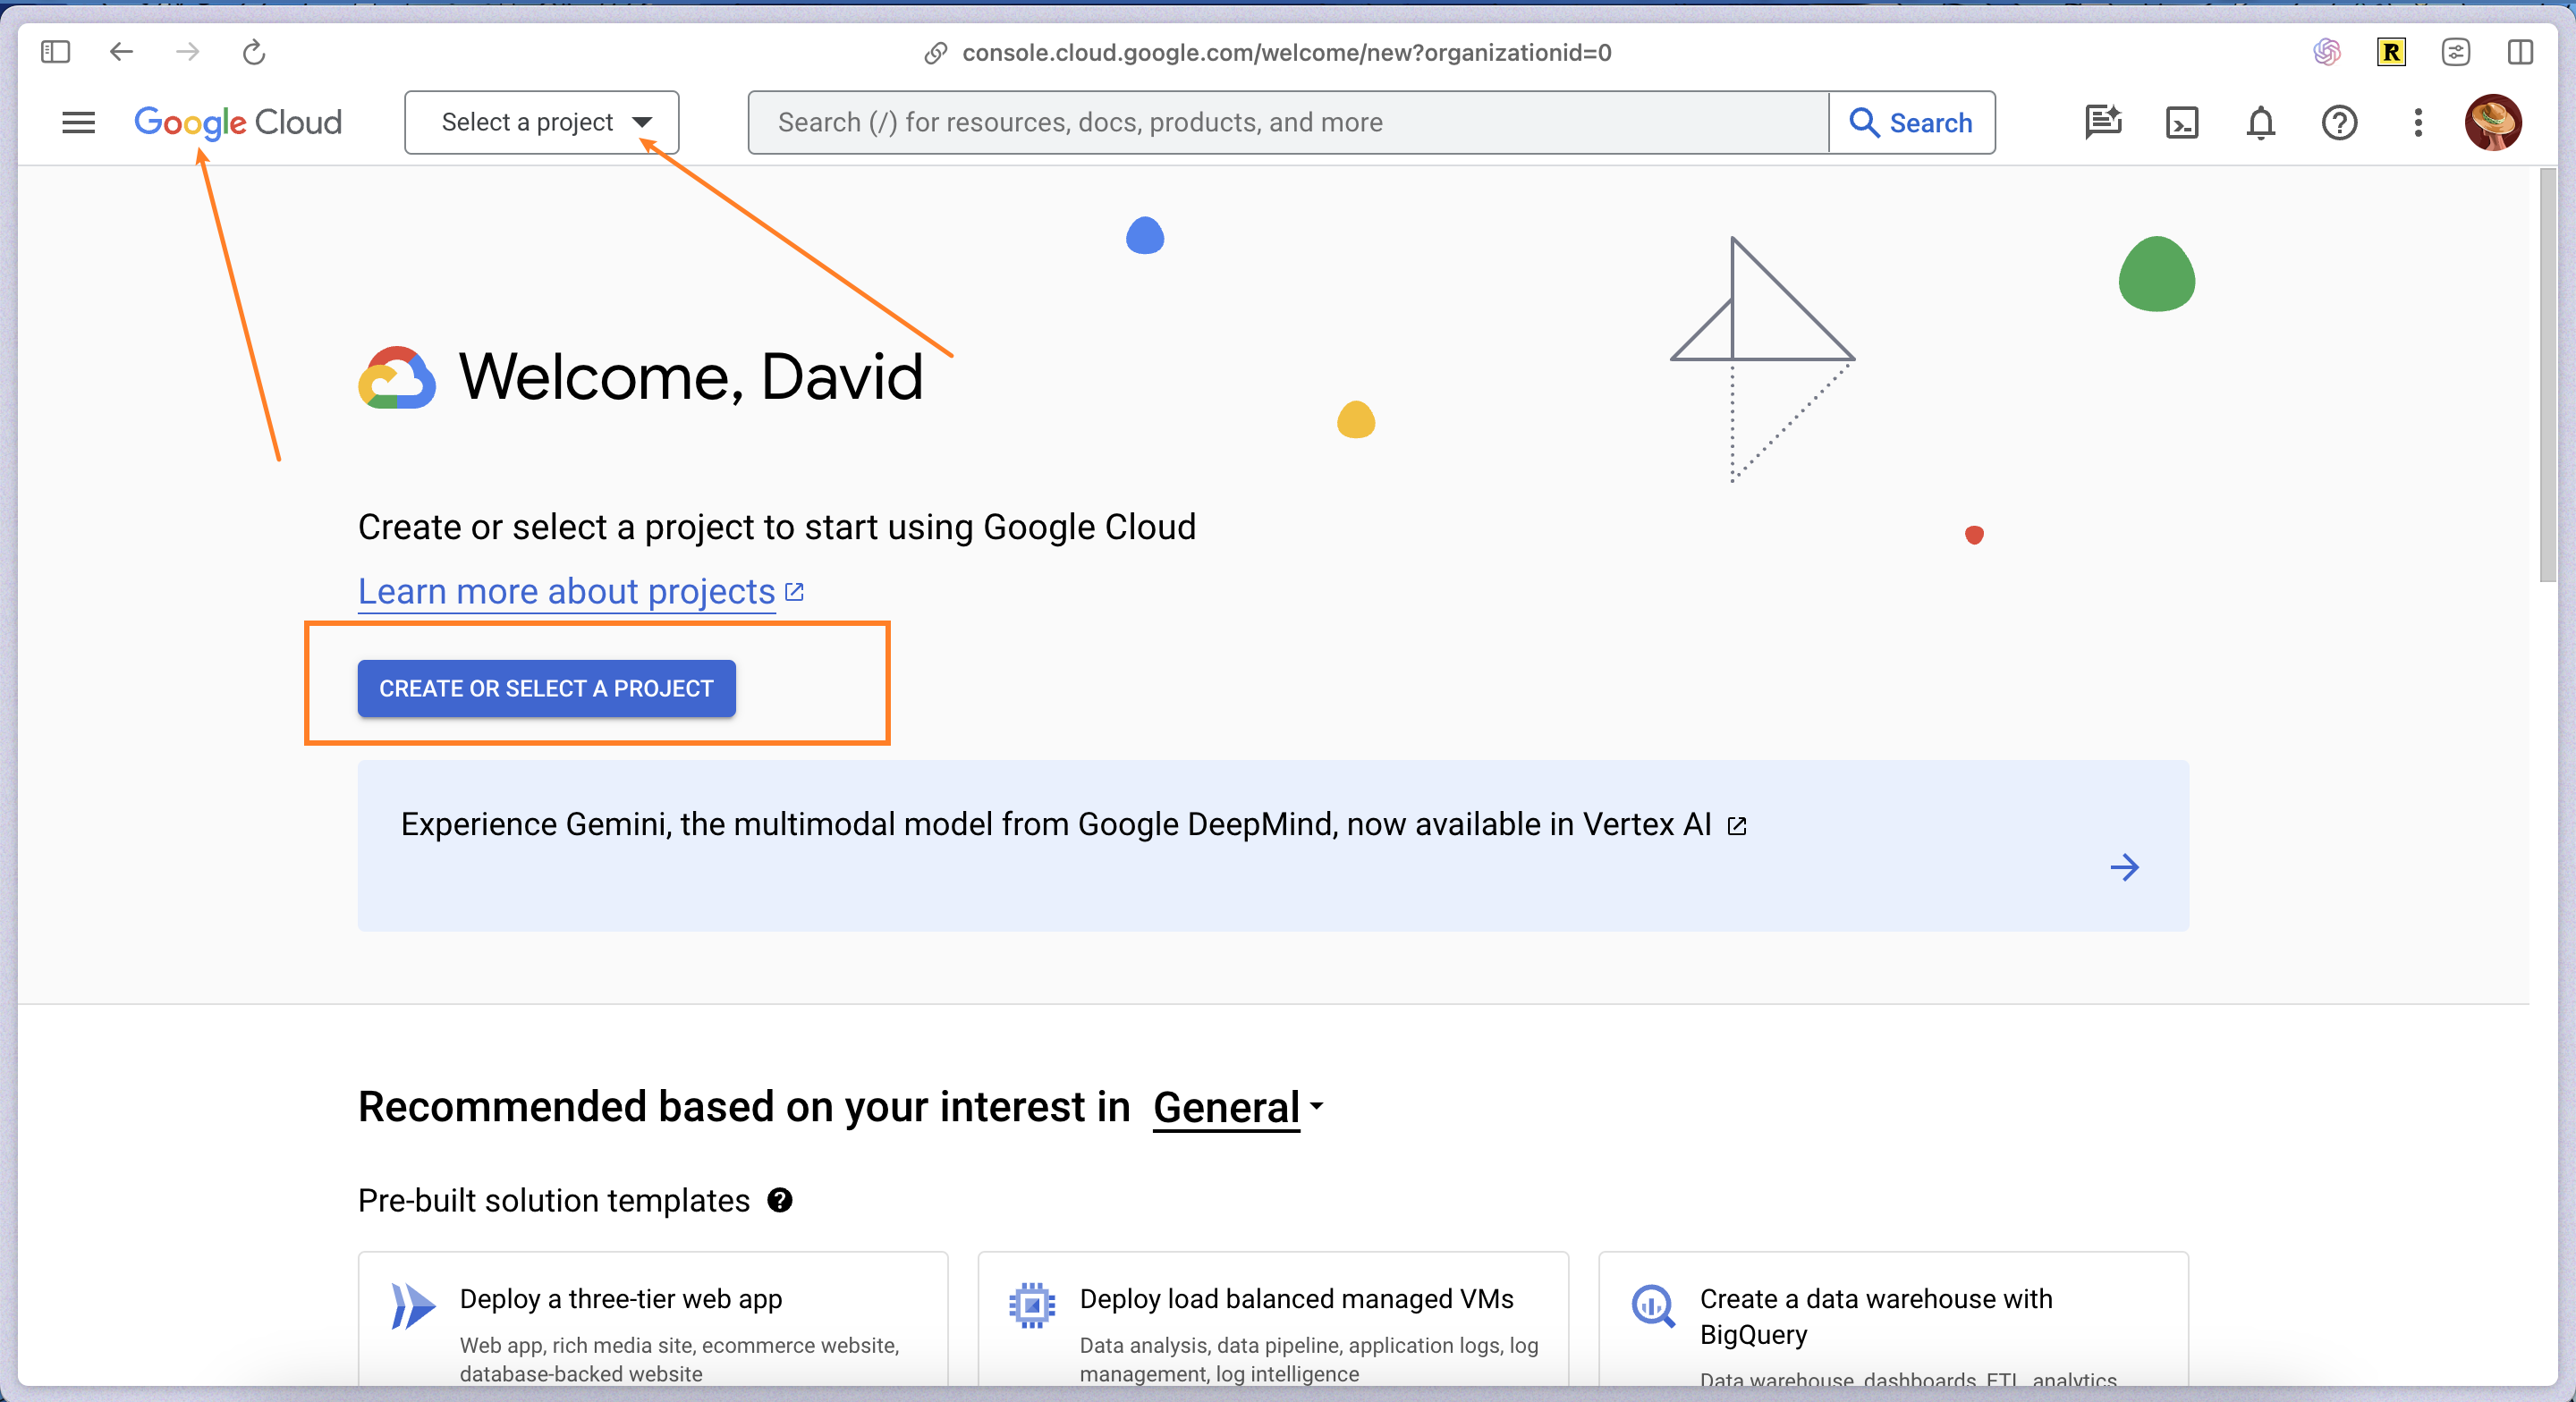 console.cloud.google.com/welcome/new?organizationid=0
R
Google Cloud
Select a project
Search (/) for resources, docs, products, and more
Search
Welcome, David
Create or select a project to start using Google Cloud
Learn more about projects
CREATE OR SELECT A PROJECT
Experience Gemini, the multimodal model from Google DeepMind, now available in Vertex AI
Recommended based on your interest in General
Pre-built solution templates
Deploy a three-tier web app
Web app, rich media site, ecommerce website,
database-backed website
Deploy load balanced managed VMs
Data analysis, data pipeline, application logs, log
management, log intelligence
Create a data warehouse with
BigQuery
Data warehouse, dashboards, ETL, analytics